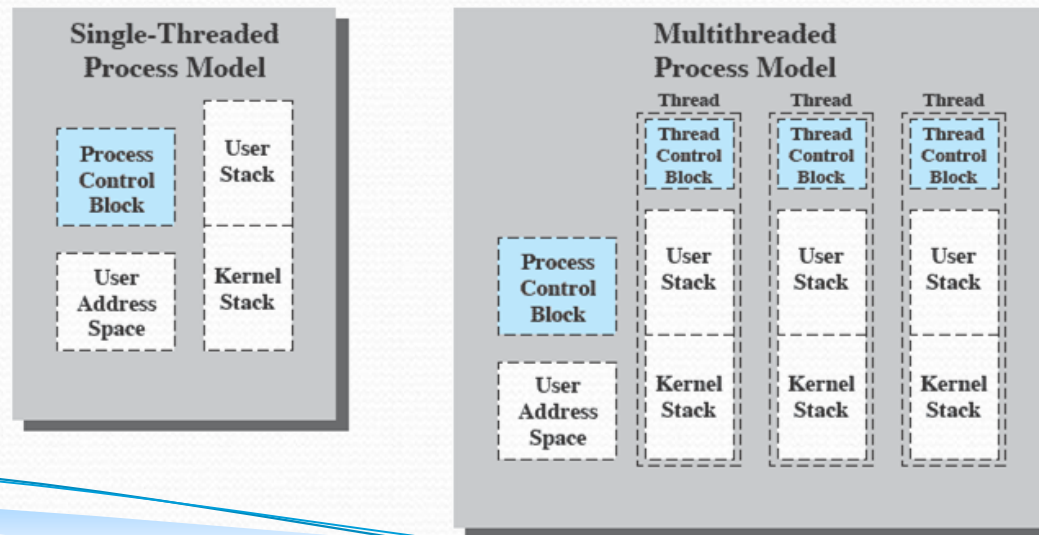 Single-Threaded
Process Model
Process
Control
Block
User
Stack
User
Address
Space
Kernel
Stack
Multithreaded
Process Model
Thread
Thread
Thread
Thread
Control
Block
Thread
Control
Block
Thread
Control
Block
Process
Control
Block
User
Stack
User
Stack
User
Stack
User
Address
Space
Kernel
Stack
Kernel
Stack
Kernel
Stack